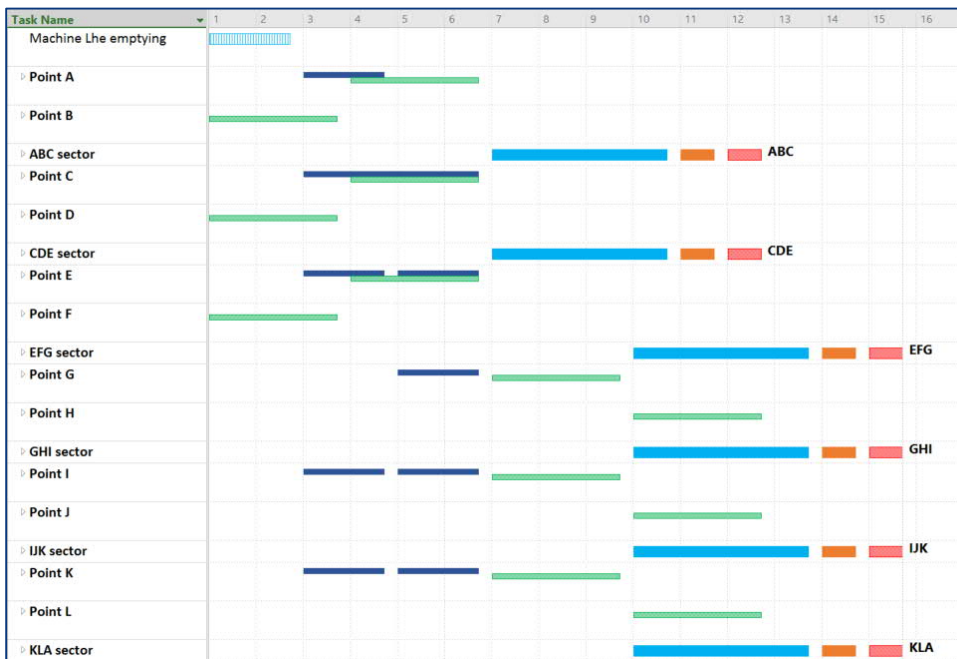 Task Name 1 2 3 4 5 6 7 8 9 10 11 12 13 14 15 16
Machine Lhe emptying
Point A
Point B
ABC sector ABC
Point C
Point D
CDE sector CDE
Point E
Point F
EFG sector EFG
Point G
Point H
GHI sector GHI
Point I
Point J
IJK sector IJK
Point K
Point L
KLA sector KLA